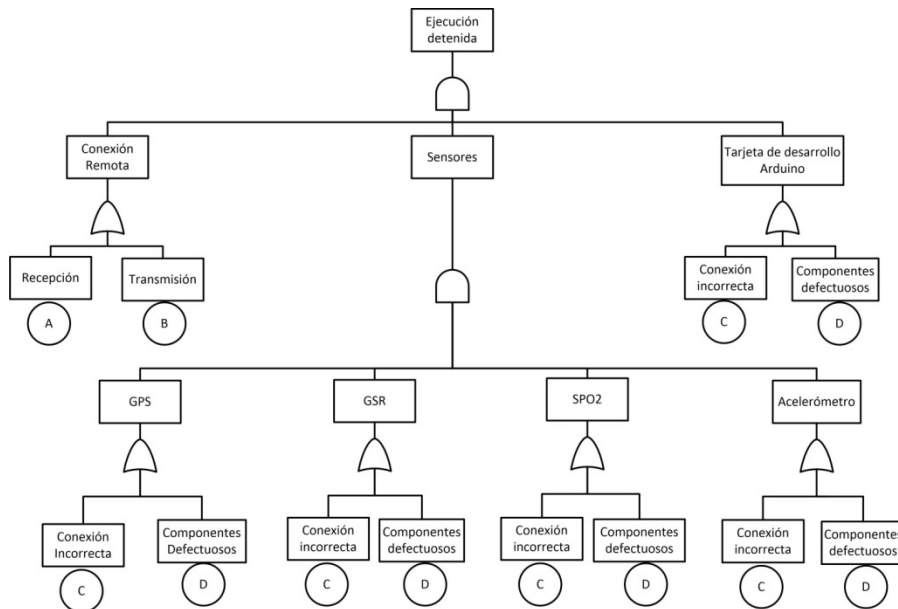 Ejecución
detenida
Conexión
Remota
Sensores
Tarjeta de desarrollo
Arduino
Recepción
Transmisión
Conexión
incorrecta
Componentes
defectuosos
A
B
C
D
GPS
GSR
SPO2
Acelerómetro
Conexión
Incorrecta
Componentes
Defectuosos
Conexión
incorrecta
Componentes
defectuosos
Conexión
incorrecta
Componentes
defectuosos
Conexión
incorrecta
Componentes
defectuosos
C
D
C
D
C
D
C
D